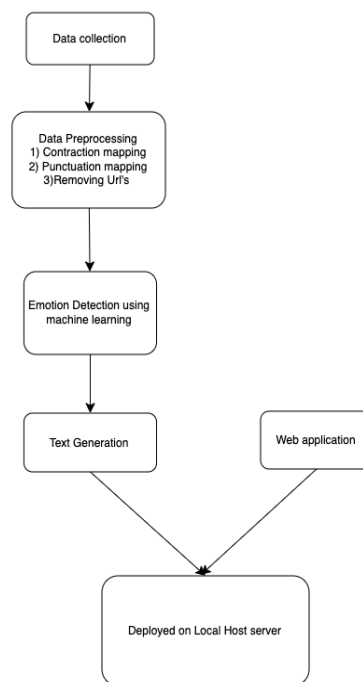 Data collection
Data Preprocessing
1) Contraction mapping
2) Punctuation mapping
3)Removing Url's
Emotion Detection using
machine learning
Text Generation
Web application
Deployed on Local Host server